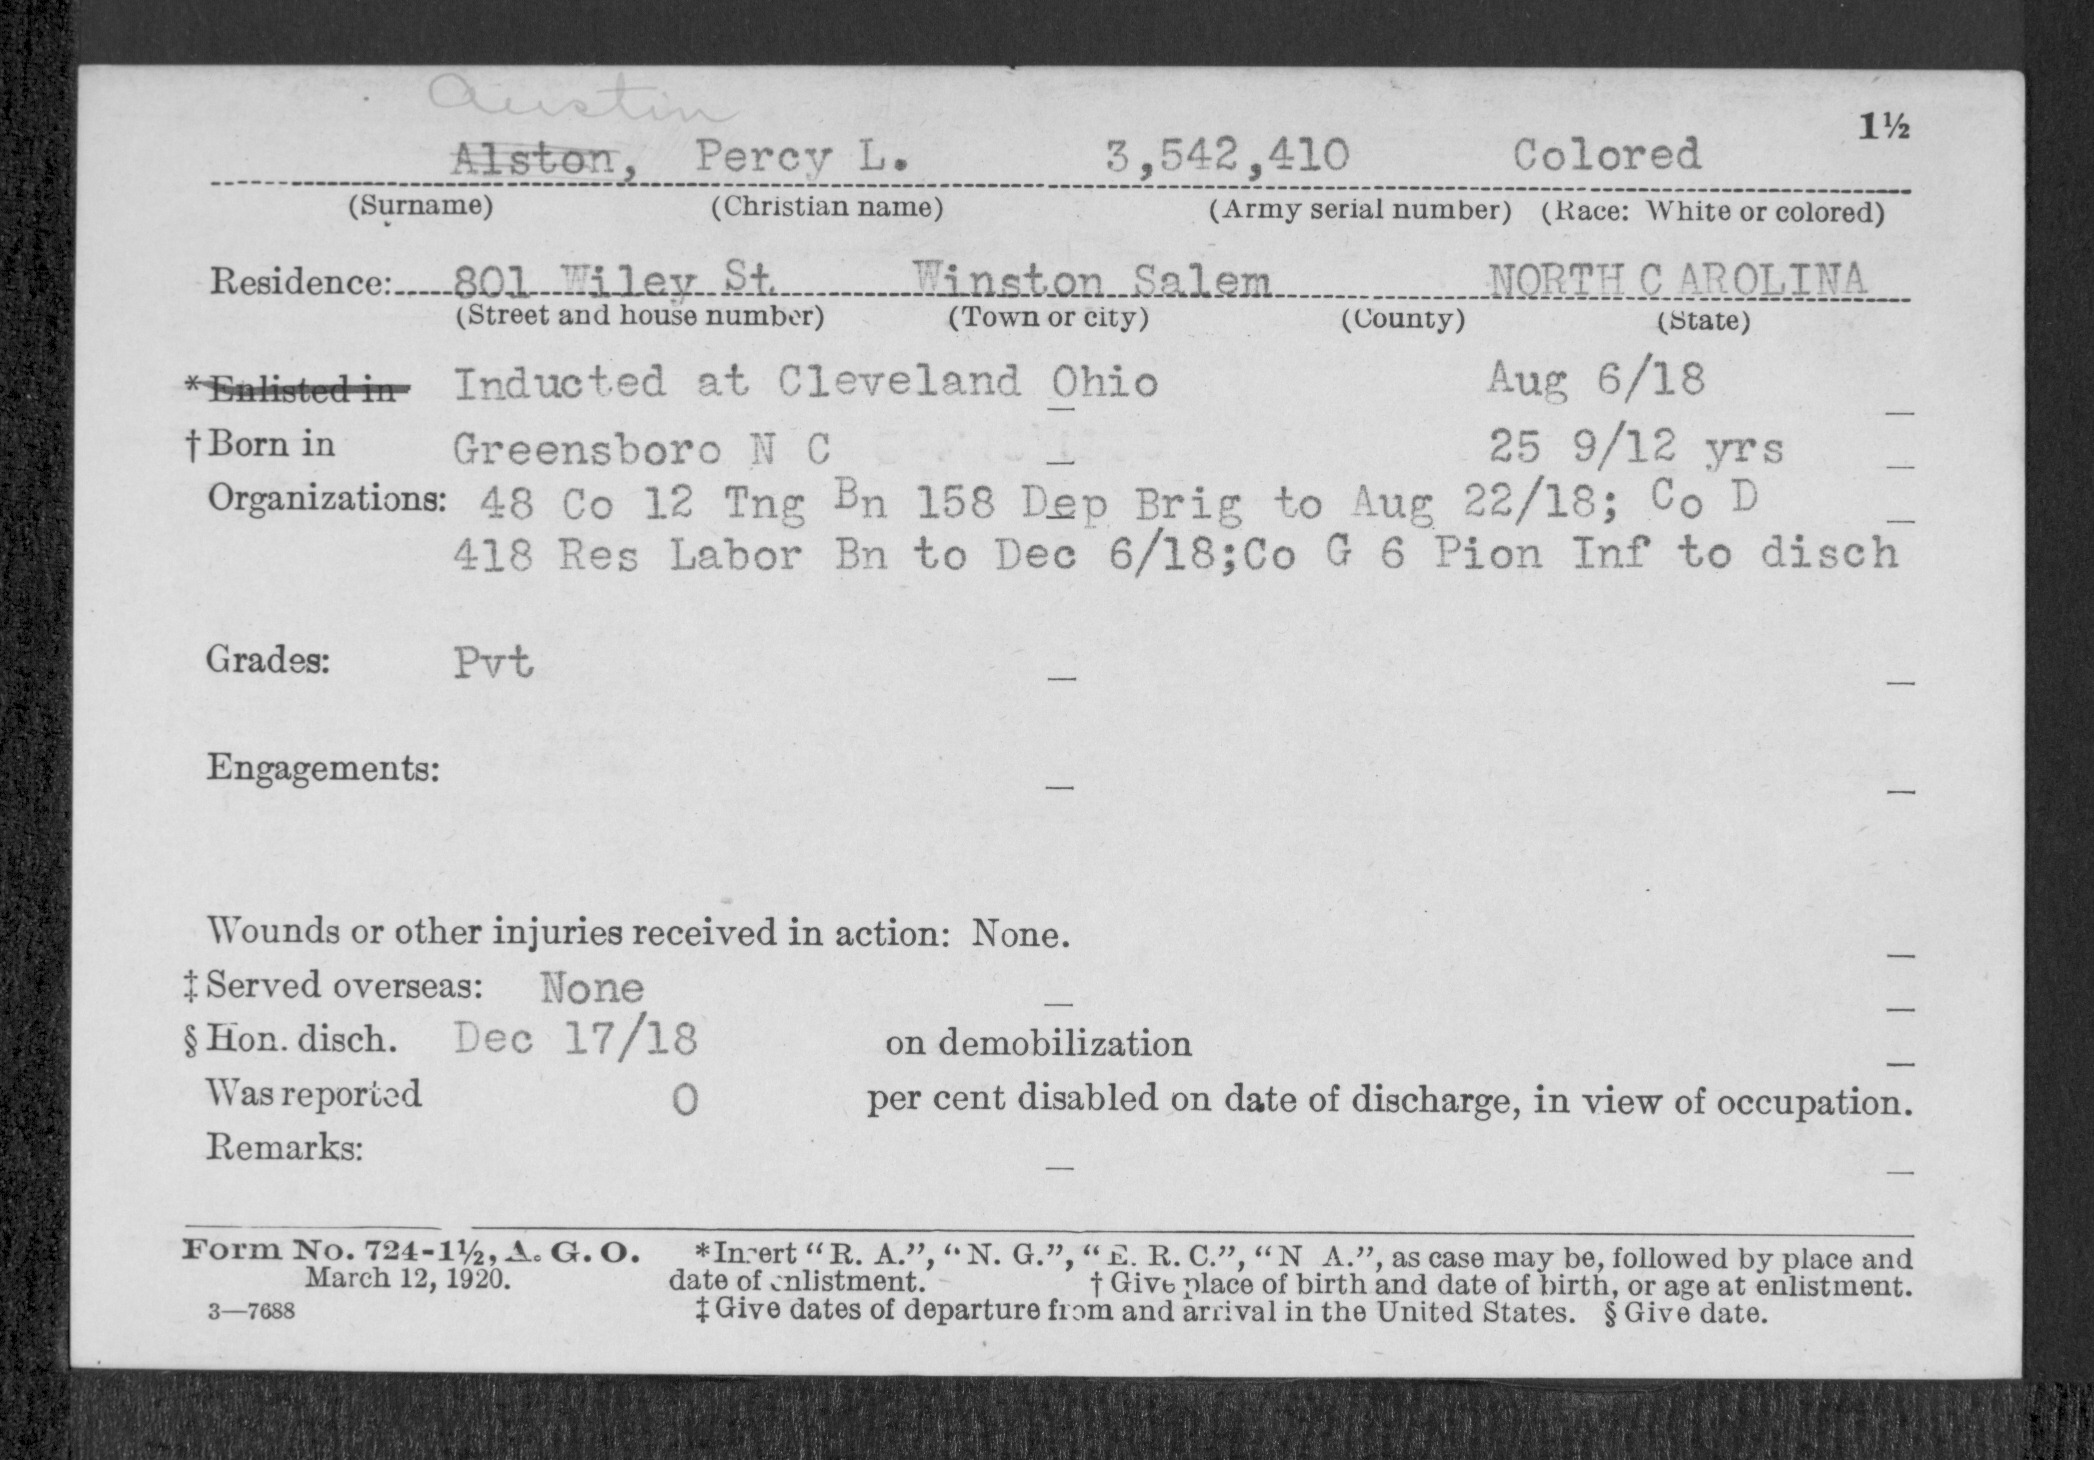 Austin
1½
Alston, Percy L. 3,542,410 Colored
(Surname) (Christian name) (Army serial number) (Race: White or colored)
Residence: 801 Wiley St Winston Salem NORTH C AROLINA
(Street and house number) (Town or city) (County) (State)
*Enlisted in Inducted at Cleveland Ohio Aug 6/18
†Born in Greensboro N C 25 9/12 yrs
Organizations: 48 Co 12 Tng Bn 158 Dep Brig to Aug 22/18; Co D
418 Res Labor Bn to Dec 6/18;Co G 6 Pion Inf to disch
Grades: Pvt
Engagements:
Wounds or other injuries received in action: None.
‡Served overseas: None
§Hon. disch. Dec 17/18 on demobilization
Was reported 0 per cent disabled on date of discharge, in view of occupation.
Remarks:
Form No. 724-1½, A. G. O. *Insert “R. A.”, “N. G.”, “E. R. C.”, “N A.”, as case may be, followed by place and
March 12, 1920. date of enlistment. †Give place of birth and date of birth, or age at enlistment.
3—7688 ‡Give dates of departure from and arrival in the United States. §Give date.